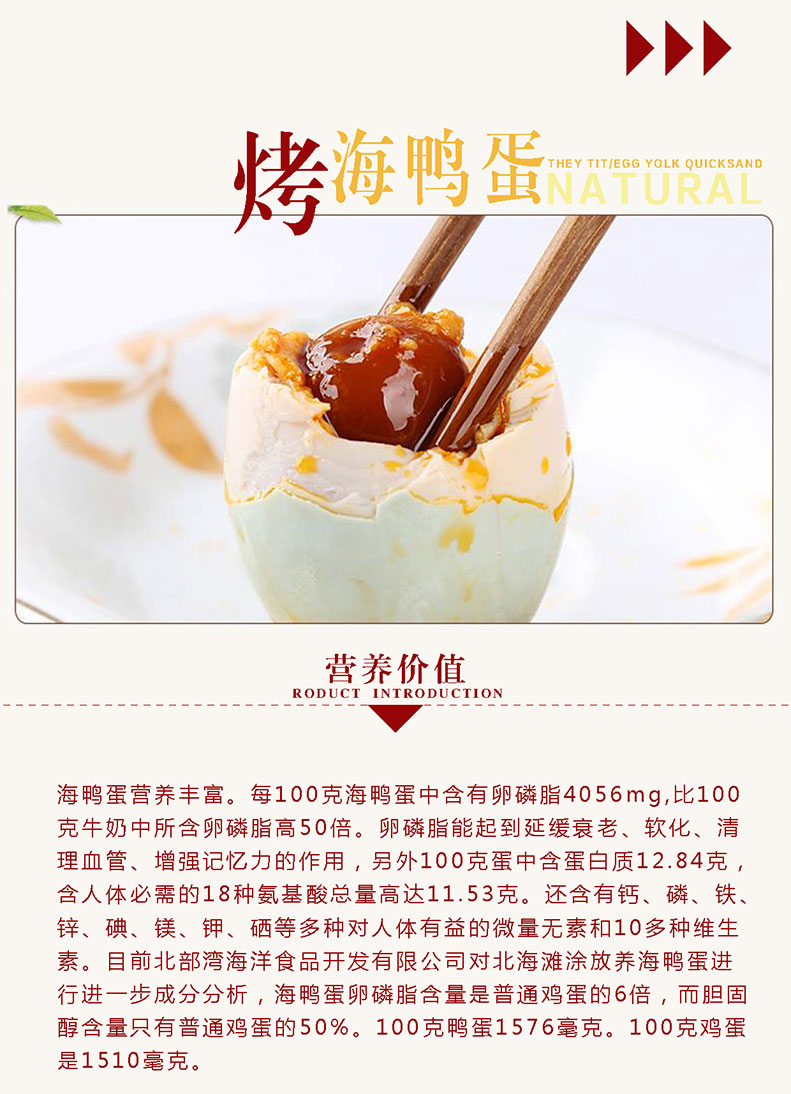 烤海鸭蛋
THEY TIT/EGG YOLK QUICKSAND
NATURAL
营养价值
RODUCT INTRODUCTION
海鸭蛋营养丰富。每100克海鸭蛋中含有卵磷脂4056mg,比100
克牛奶中所含卵磷脂高50倍。卵磷脂能起到延缓衰老、软化、清
理血管、增强记忆力的作用，另外100克蛋中含蛋白质12.84克，
含人体必需的18种氨基酸总量高达11.53克。还含有钙、磷、铁、
锌、碘、镁、钾、硒等多种对人体有益的微量无素和10多种维生
素。目前北部湾海洋食品开发有限公司对北海滩涂放养海鸭蛋进
行进一步成分分析，海鸭蛋卵磷脂含量是普通鸡蛋的6倍，而胆固
醇含量只有普通鸡蛋的50%。100克鸭蛋1576毫克。100克鸡蛋
是1510毫克。